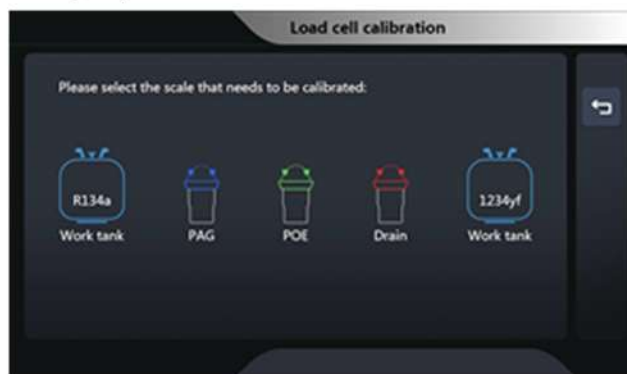 Load cell calibration
Please select the scale that needs to be calibrated:
R134a
1234yf
Work tank
PAG
POE
Drain
Work tank